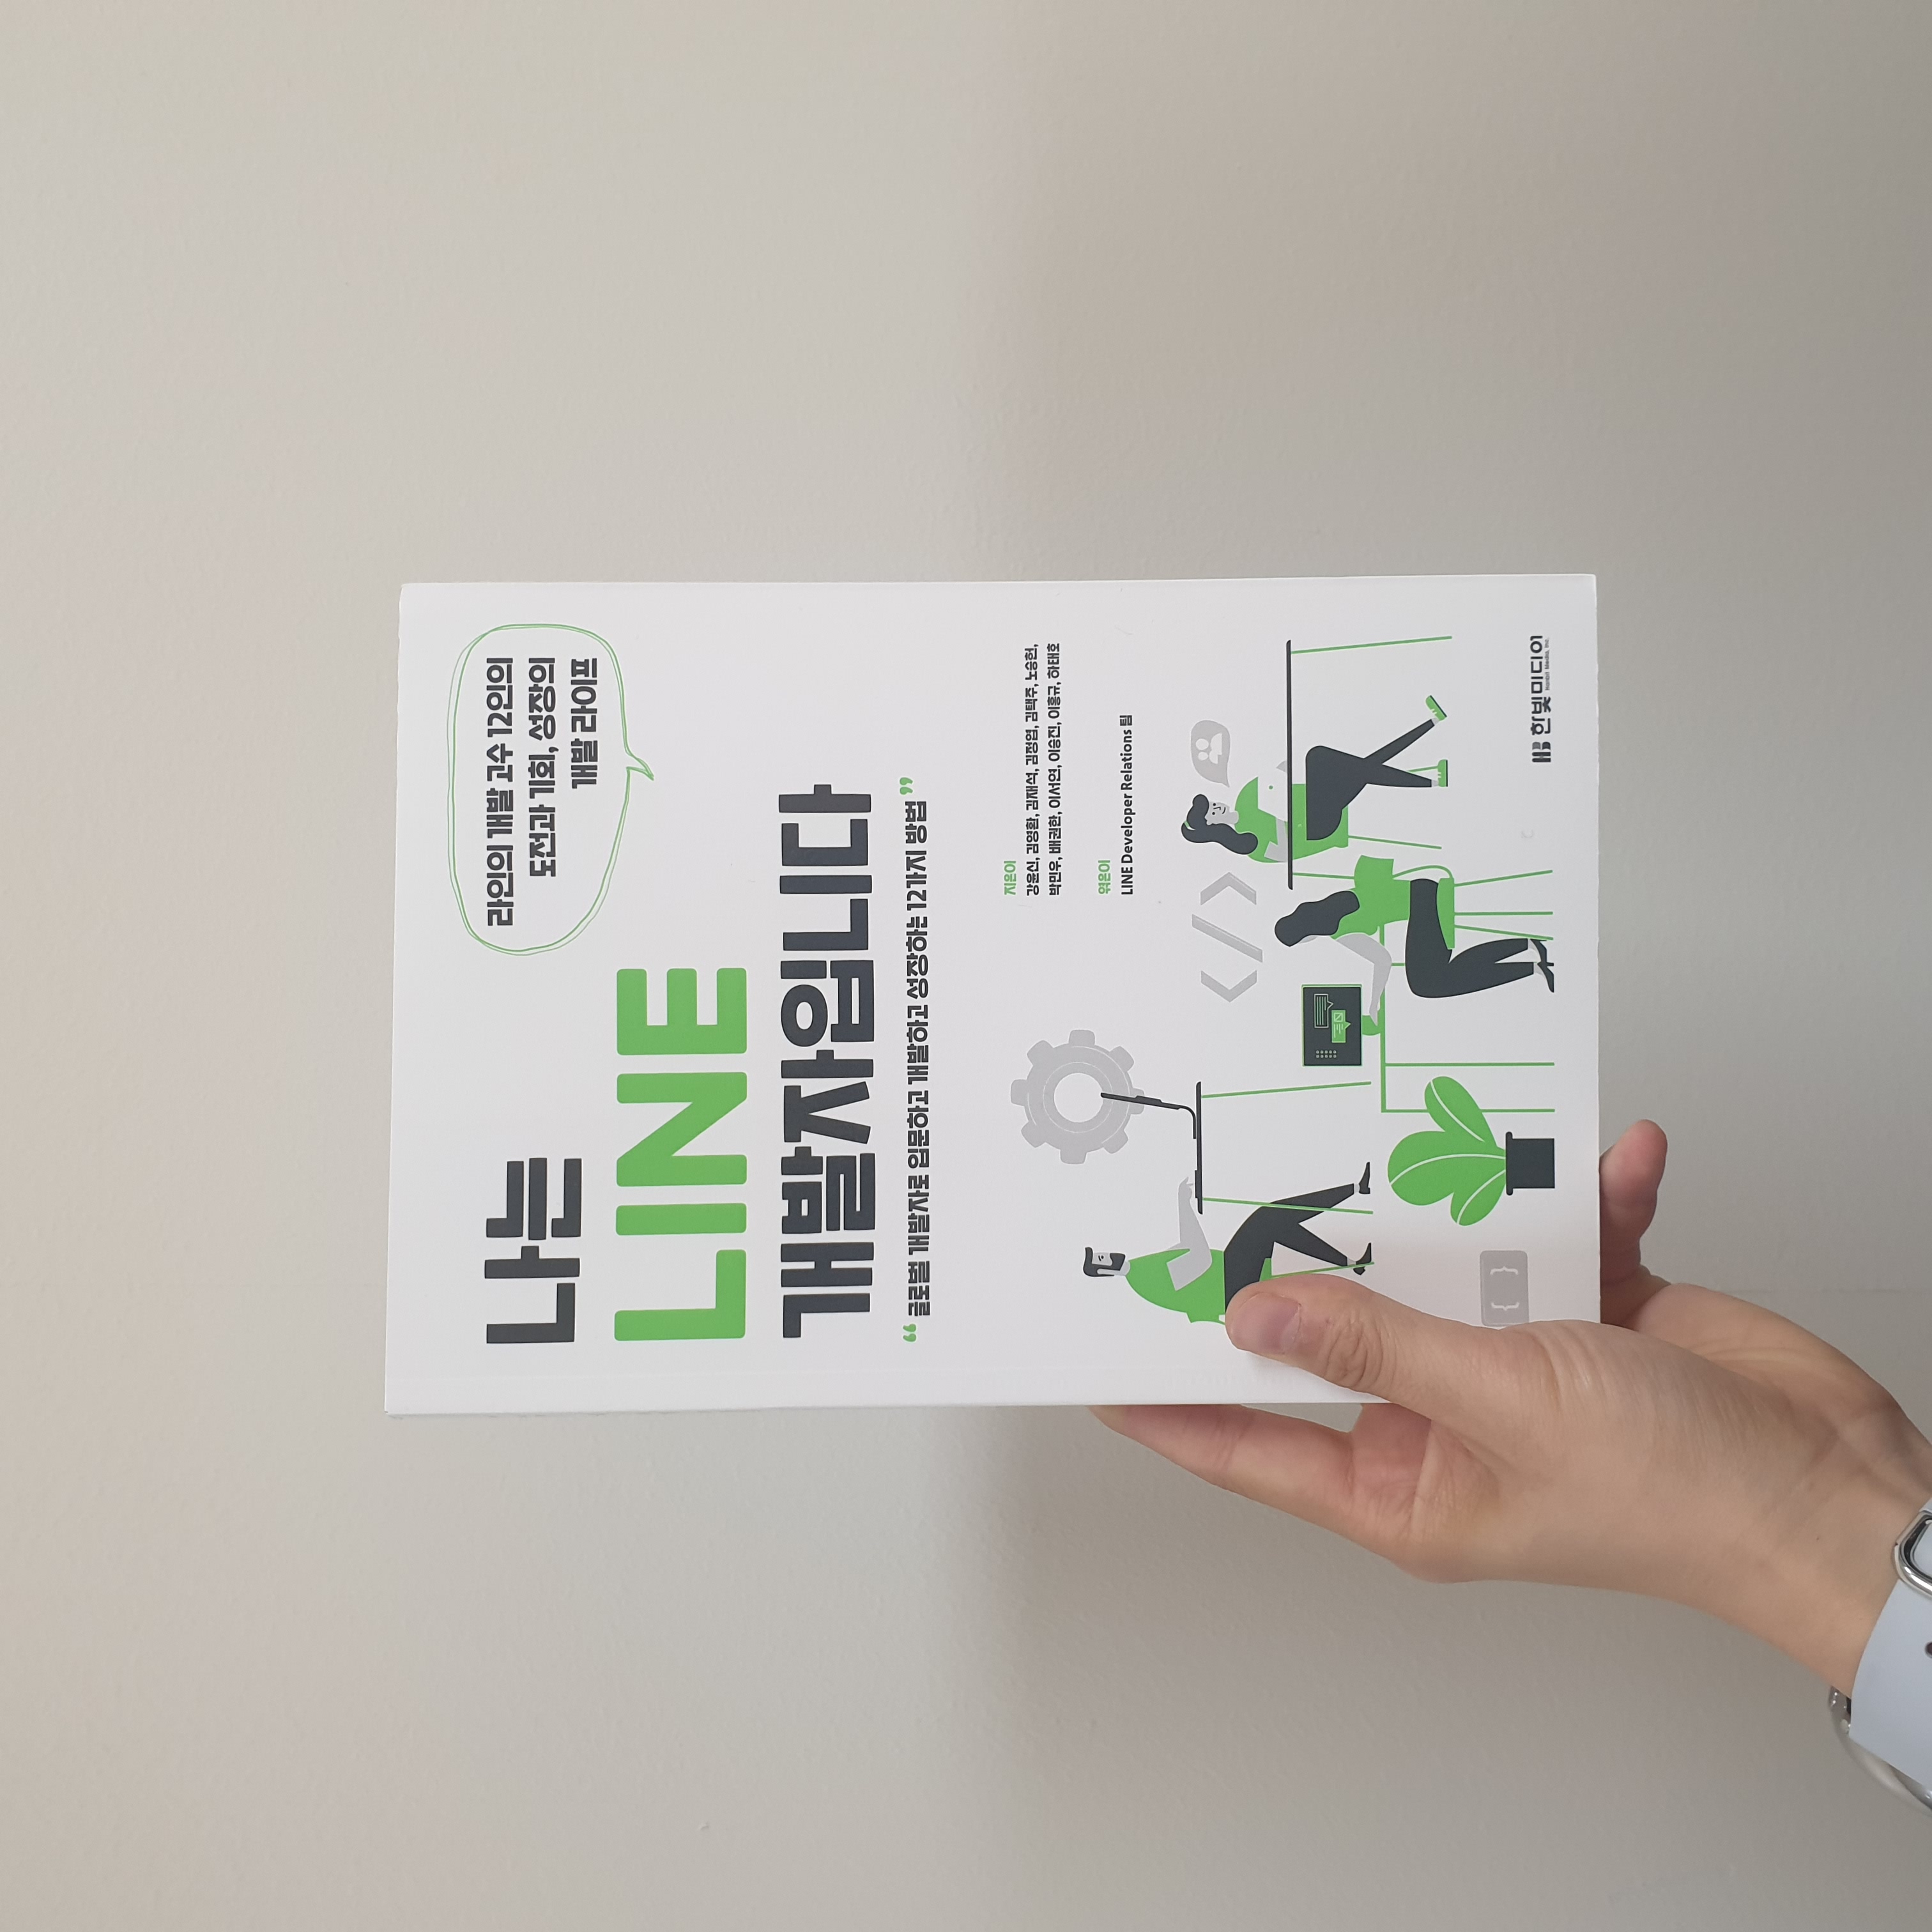 나는
LINE
개발자입니다
라인의 개발 고수 12인의
도전과 기회, 성장의
개발 라이프
“ 글로벌 개발자로 입문하고 개발하고 성장하는 12가지 방법 ”
지은이
강윤신, 김영환, 김재석, 김정엽, 김택주, 노승헌,
박민우, 배권한, 이서연, 이승진, 이홍규, 하태호
엮은이
LINE Developer Relations 팀
</>
{ }
한빛미디어
Hanbit Media, Inc.